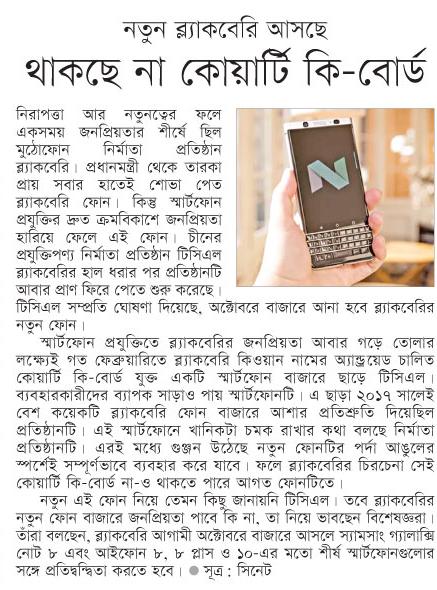 নতুন ব্ল্যাকবেরি আসছে
থাকছে না কোয়ার্টি কি-বোর্ড
নিরাপত্তা আর নতুনত্বের ফলে
একসময় জনপ্রিয়তার শীর্ষে ছিল
মুঠোফোন নির্মাতা প্রতিষ্ঠান
ব্ল্যাকবেরি। প্রধানমন্ত্রী থেকে তারকা
প্রায় সবার হাতেই শোভা পেত
ব্ল্যাকবেরি ফোন। কিন্তু স্মার্টফোন
প্রযুক্তির দ্রুত ক্রমবিকাশে জনপ্রিয়তা
হারিয়ে ফেলে এই ফোন। চীনের
প্রযুক্তিপণ্য নির্মাতা প্রতিষ্ঠান টিসিএল
ব্ল্যাকবেরির হাল ধরার পর প্রতিষ্ঠানটি
আবার প্রাণ ফিরে পেতে শুরু করেছে।
টিসিএল সম্প্রতি ঘোষণা দিয়েছে, অক্টোবরে বাজারে আনা হবে ব্ল্যাকবেরির
নতুন ফোন।
স্মার্টফোন প্রযুক্তিতে ব্ল্যাকবেরির জনপ্রিয়তা আবার গড়ে তোলার
লক্ষ্যেই গত ফেব্রুয়ারিতে ব্ল্যাকবেরি কিওয়ান নামের অ্যান্ড্রয়েড চালিত
কোয়ার্টি কি-বোর্ড যুক্ত একটি স্মার্টফোন বাজারে ছাড়ে টিসিএল।
ব্যবহারকারীদের ব্যাপক সাড়াও পায় স্মার্টফোনটি। এ ছাড়া ২০১৭ সালেই
বেশ কয়েকটি ব্ল্যাকবেরি ফোন বাজারে আশার প্রতিশ্রুতি দিয়েছিল
প্রতিষ্ঠানটি। এই স্মার্টফোনে খানিকটা চমক রাখার কথা বলছে নির্মাতা
প্রতিষ্ঠানটি। এরই মধ্যে গুঞ্জন উঠেছে নতুন ফোনটির পর্দা আঙুলের
স্পর্শেই সম্পূর্ণভাবে ব্যবহার করে যাবে। ফলে ব্ল্যাকবেরির চিরচেনা সেই
কোয়ার্টি কি-বোর্ড না-ও থাকতে পারে আগত ফোনটিতে।
নতুন এই ফোন নিয়ে তেমন কিছু জানায়নি টিসিএল। তবে ব্ল্যাকবেরির
নতুন ফোন বাজারে জনপ্রিয়তা পাবে কি না, তা নিয়ে ভাবছেন বিশেষজ্ঞরা।
তাঁরা বলছেন, ব্ল্যাকবেরি আগামী অক্টোবরে বাজারে আসলে স্যামসাং গ্যালাক্সি
নোট ৮ এবং আইফোন ৮, ৮ প্লাস ও ১০-এর মতো শীর্ষ স্মার্টফোনগুলোর
সঙ্গে প্রতিদ্বন্দ্বিতা করতে হবে। ● সূত্র : সিনেট